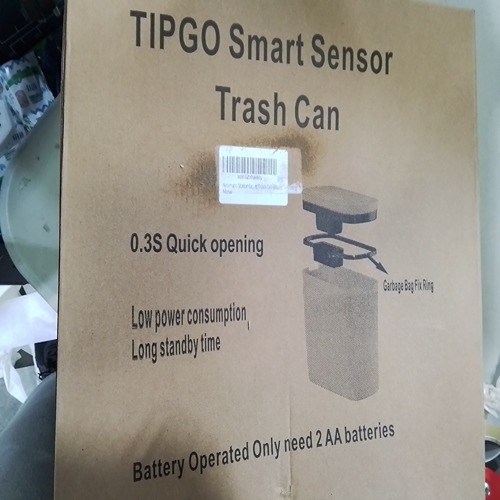 TIPGO Smart Sensor
Trash Can
0.3S Quick opening
Garbage Bag Fix Ring
Low power consumption,
Long standby time
Battery Operated Only need 2 AA batteries